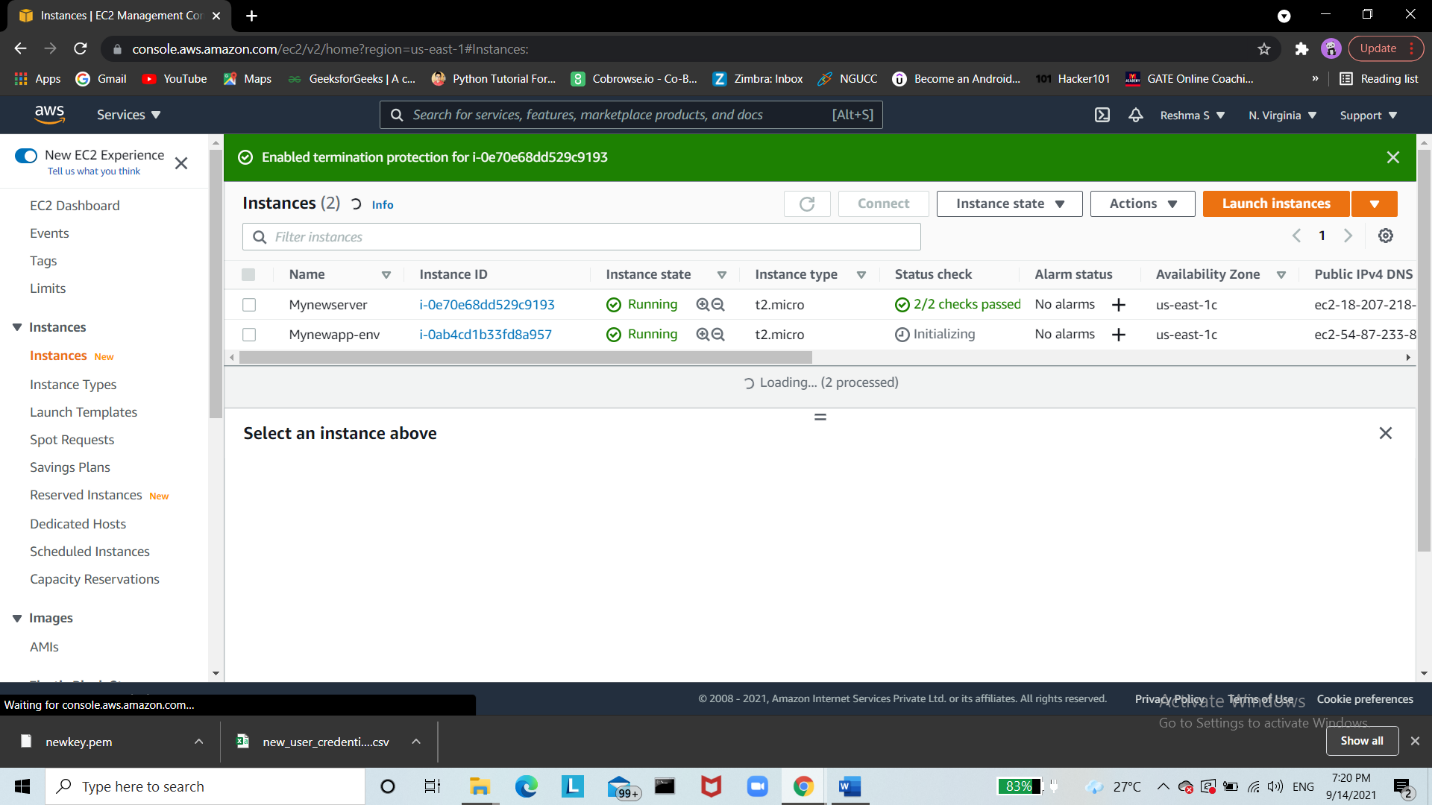 Instances | EC2 Management Co
console.aws.amazon.com/ec2/v2/home?region=us-east-1#Instances:
Update
Apps Gmail YouTube Maps GeeksforGeeks | A c... Python Tutorial For... Cobrowse.io - Co-B... Zimbra: Inbox NGUCC Become an Android... 101 Hacker101 GATE Online Coachi... » Reading list
aws Services Search for services, features, marketplace products, and docs [Alt+S] Reshma S N. Virginia Support
New EC2 Experience
Tell us what you think
EC2 Dashboard
Events
Tags
Limits
Instances
Instances New
Instance Types
Launch Templates
Spot Requests
Savings Plans
Reserved Instances New
Dedicated Hosts
Scheduled Instances
Capacity Reservations
Images
AMIs
Enabled termination protection for i-0e70e68dd529c9193
Instances (2) Info Connect Instance state Actions Launch instances
Filter instances 1
Name Instance ID Instance state Instance type Status check Alarm status Availability Zone Public IPv4 DNS
Mynewserver i-0e70e68dd529c9193 Running t2.micro 2/2 checks passed No alarms + us-east-1c ec2-18-207-218-
Mynewapp-env i-0ab4cd1b33fd8a957 Running t2.micro Initializing No alarms + us-east-1c ec2-54-87-233-8
Loading... (2 processed)
Select an instance above
© 2008 - 2021, Amazon Internet Services Private Ltd. or its affiliates. All rights reserved. Privacy Policy Terms of Use Cookie preferences
Waiting for console.aws.amazon.com...
Activate Windows
Go to Settings to activate Windows.
newkey.pem new_user_credenti....csv Show all
Type here to search 99+ 83% 27°C ENG 7:20 PM
9/14/2021 2